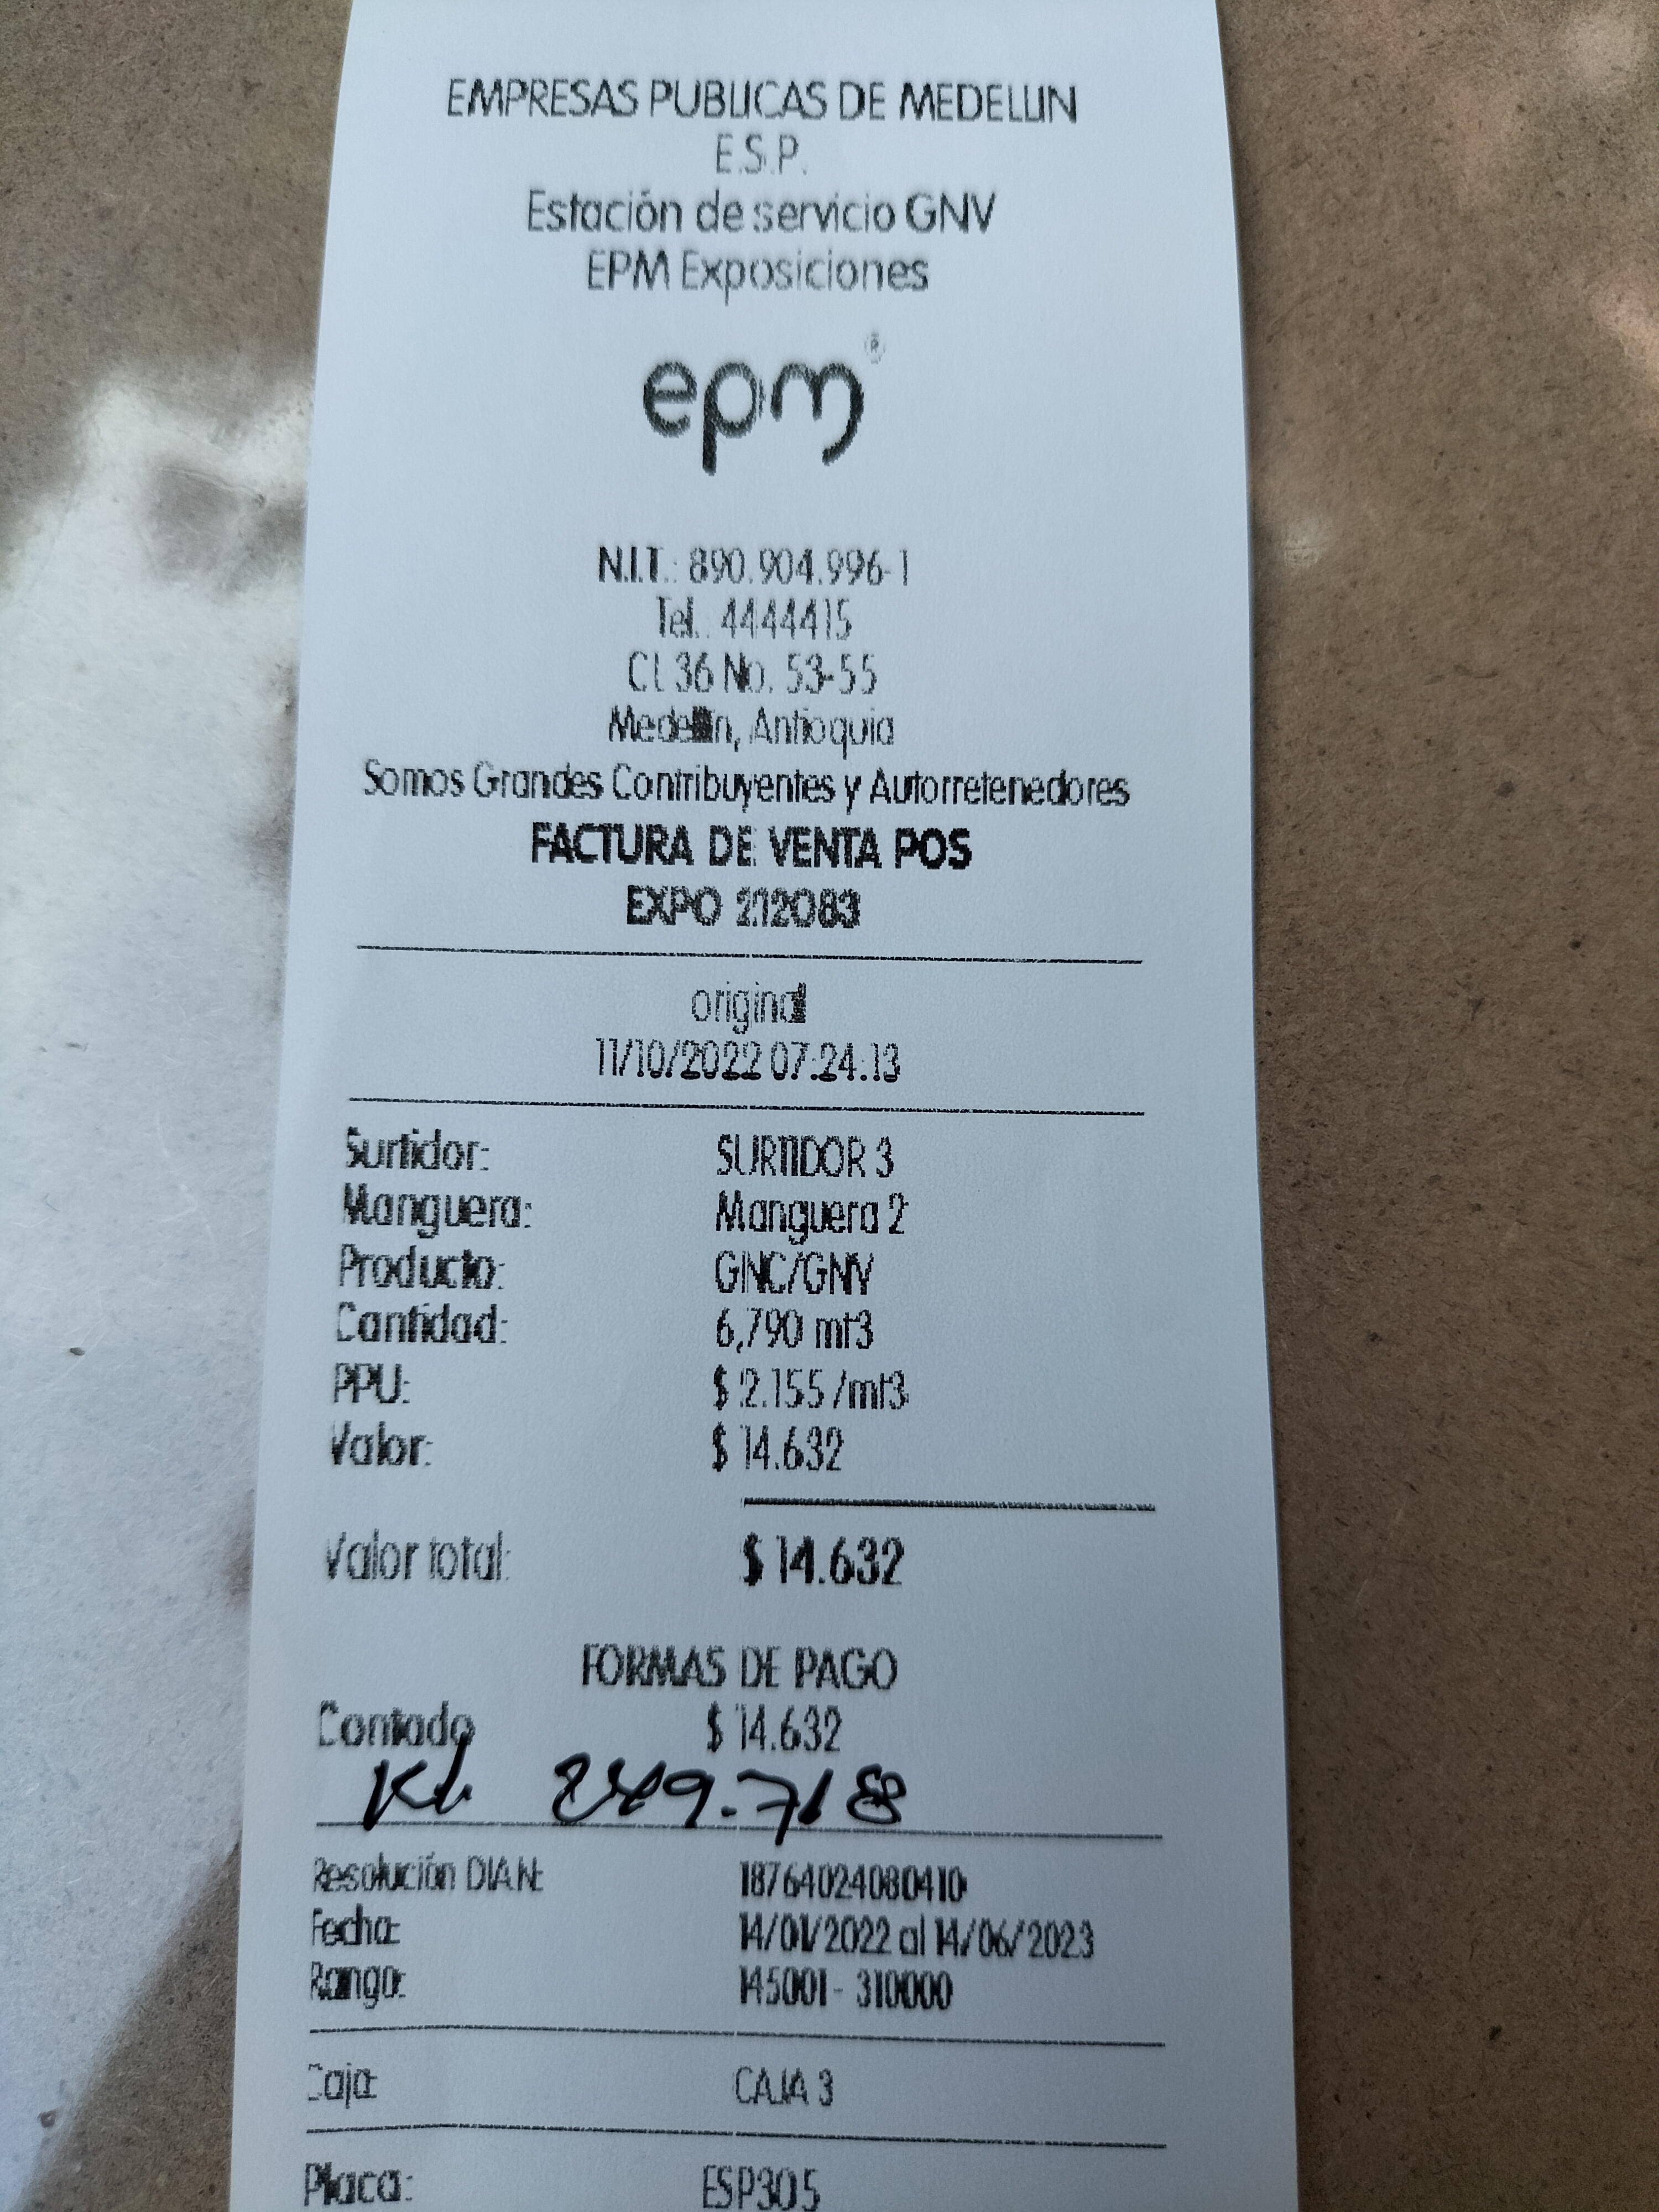 EMPRESAS PUBLICAS DE MEDELLIN
E.S.P.
Estación de servicio GNV
EPM Exposiciones
epm®
N.I.T.: 890.904.996-1
Tel.: 4444415
CL 36 No. 53-55
Medellín, Antioquia
Somos Grandes Contribuyentes y Autorretenedores
FACTURA DE VENTA POS
EXPO 212083
original
11/10/2022 07:24:13
Surtidor: SURTIDOR 3
Manguera: Manguera 2
Producto: GNC/GNV
Cantidad: 6,790 mt3
PPU: $ 2.155 /mt3
Valor: $ 14.632
Valor total: $ 14.632
FORMAS DE PAGO
Contado $ 14.632
Resolución DIAN: 18764024080410
Fecha: 14/01/2022 al 14/06/2023
Rango: 145001 - 310000
Caja: CAJA 3
Placa: ESP305